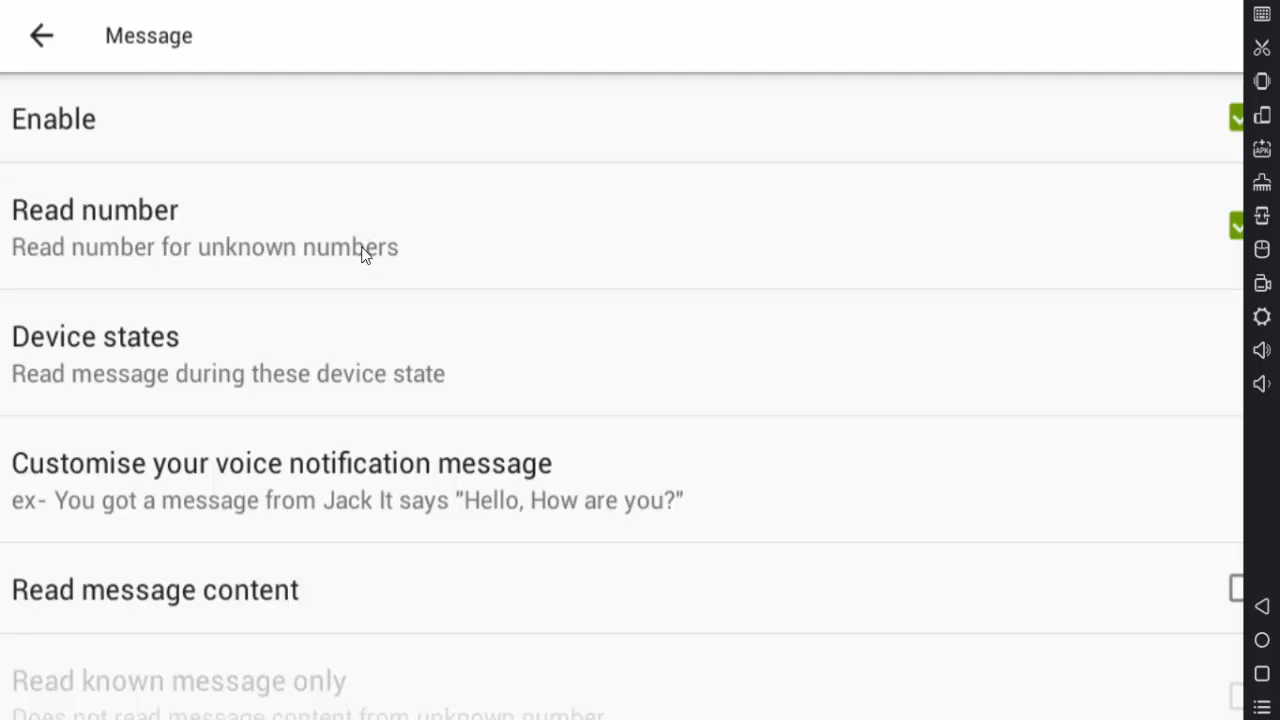 Message
Enable
Read number
Read number for unknown numbers
Device states
Read message during these device state
Customise your voice notification message
ex- You got a message from Jack It says "Hello, How are you?"
Read message content
Read known message only
Does not read message content from unknown number
APK